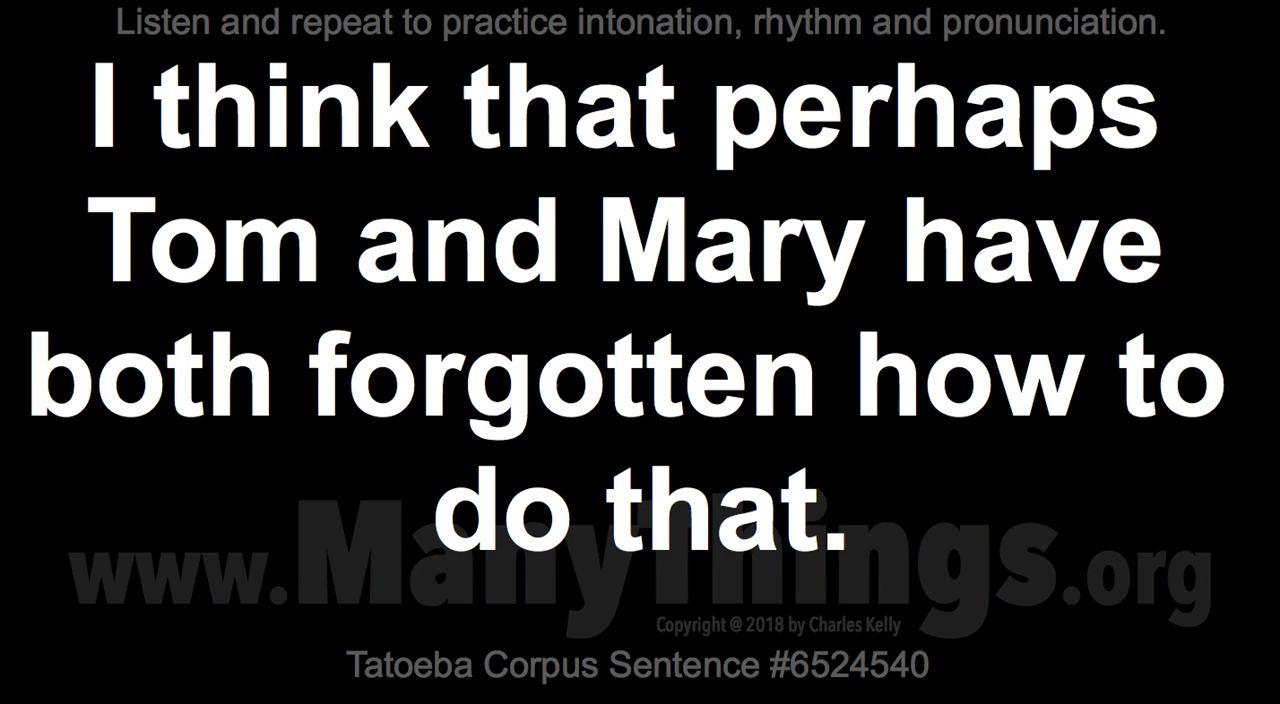 Listen and repeat to practice intonation, rhythm and pronunciation.
I think that perhaps
Tom and Mary have
both forgotten how to
do that.
www.ManyThings.org
Copyright @ 2018 by Charles Kelly
Tatoeba Corpus Sentence #6524540